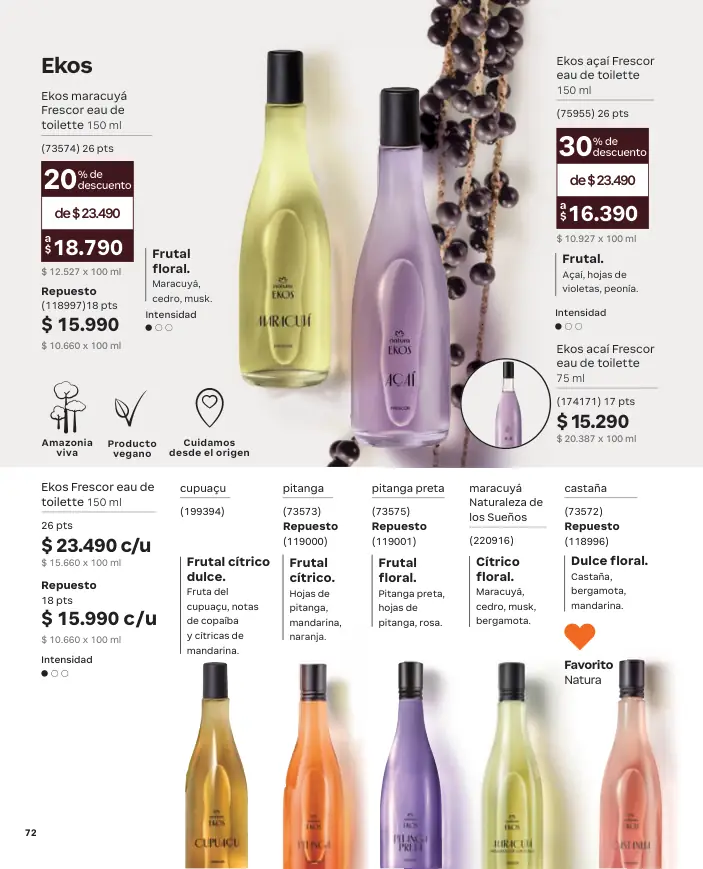 Ekos
Ekos maracuyá
Frescor eau de
toilette 150 ml
(73574) 26 pts
20 % de descuento
de $ 23.490
a $ 18.790
$ 12.527 x 100 ml
Repuesto
(118997)18 pts
$ 15.990
$ 10.660 x 100 ml
Frutal
floral.
Maracuyá,
cedro, musk.
Intensidad
natura
EKOS
MARACUYÁ
FRESCOR
natura
EKOS
AÇAÍ
FRESCOR
Ekos açaí Frescor
eau de toilette
150 ml
(75955) 26 pts
30 % de descuento
de $ 23.490
a $ 16.390
$ 10.927 x 100 ml
Frutal.
Açaí, hojas de
violetas, peonía.
Intensidad
Ekos acaí Frescor
eau de toilette
75 ml
(174171) 17 pts
$ 15.290
$ 20.387 x 100 ml
Amazonia
viva
Producto
vegano
Cuidamos
desde el origen
Ekos Frescor eau de
toilette 150 ml
26 pts
$ 23.490 c/u
$ 15.660 x 100 ml
Repuesto
18 pts
$ 15.990 c/u
$ 10.660 x 100 ml
Intensidad
cupuaçu
(199394)
Frutal cítrico
dulce.
Fruta del
cupuaçu, notas
de copaíba
y cítricas de
mandarina.
pitanga
(73573)
Repuesto
(119000)
Frutal
cítrico.
Hojas de
pitanga,
mandarina,
naranja.
pitanga preta
(73575)
Repuesto
(119001)
Frutal
floral.
Pitanga preta,
hojas de
pitanga, rosa.
maracuyá
Naturaleza de
los Sueños
(220916)
Cítrico
floral.
Maracuyá,
cedro, musk,
bergamota.
castaña
(73572)
Repuesto
(118996)
Dulce floral.
Castaña,
bergamota,
mandarina.
Favorito
Natura
EKOS
CUPUAÇU
EKOS
PITANGA
EKOS
PITANGA
PRETA
EKOS
MARACUYÁ
EKOS
72